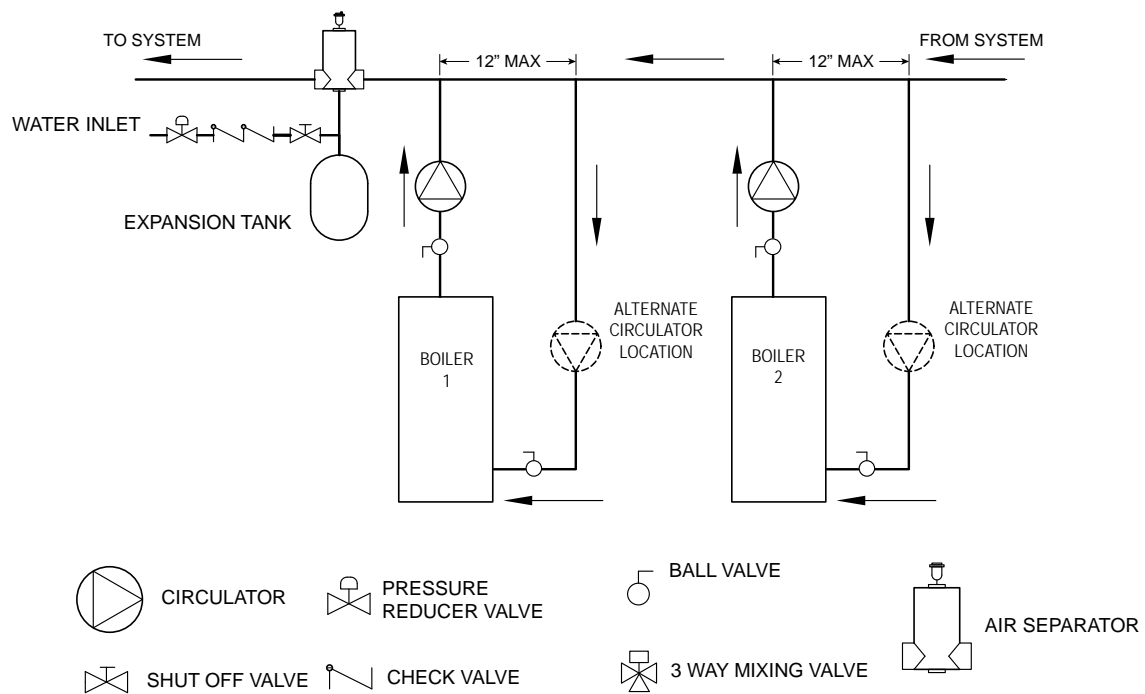 TO SYSTEM
12" MAX
12" MAX
FROM SYSTEM
WATER INLET
EXPANSION TANK
ALTERNATE
CIRCULATOR
LOCATION
ALTERNATE
CIRCULATOR
LOCATION
BOILER
1
BOILER
2
CIRCULATOR
PRESSURE
REDUCER VALVE
BALL VALVE
AIR SEPARATOR
SHUT OFF VALVE
CHECK VALVE
3 WAY MIXING VALVE